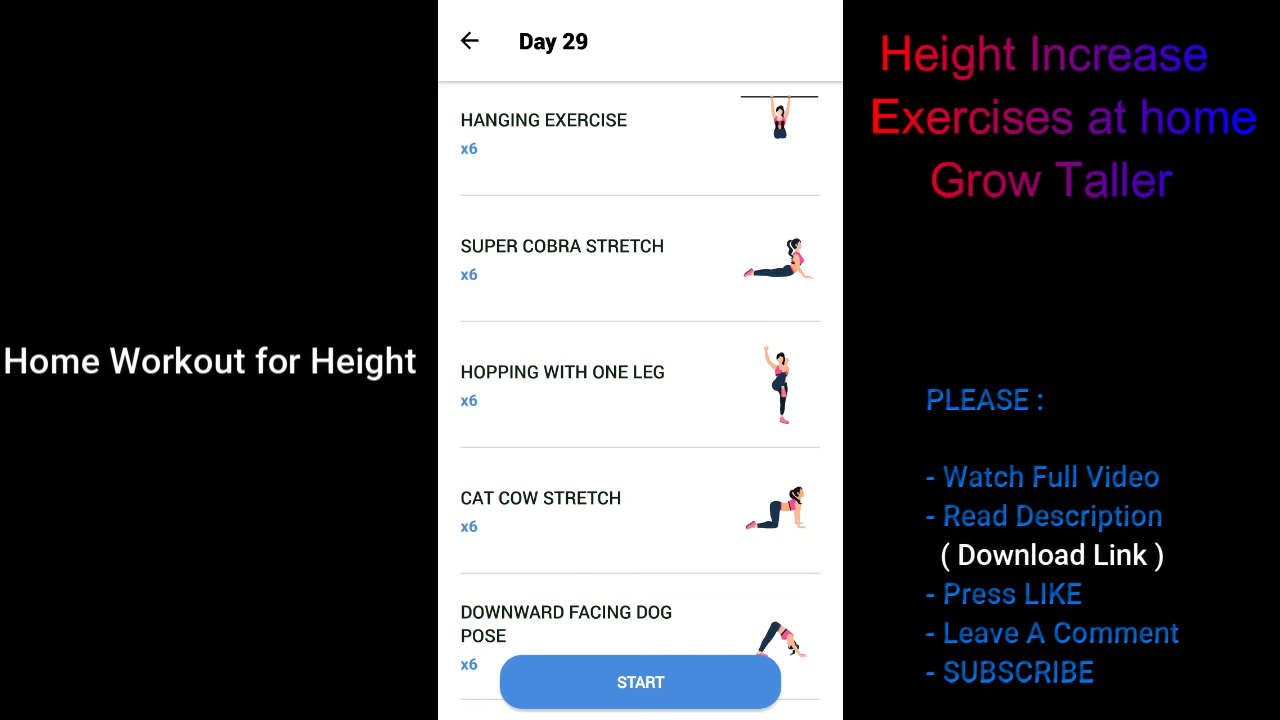 Home Workout for Height
Day 29
HANGING EXERCISE
x6
SUPER COBRA STRETCH
x6
HOPPING WITH ONE LEG
x6
CAT COW STRETCH
x6
DOWNWARD FACING DOG
POSE
x6
START
Height Increase
Exercises at home
Grow Taller
PLEASE :
- Watch Full Video
- Read Description
( Download Link )
- Press LIKE
- Leave A Comment
- SUBSCRIBE